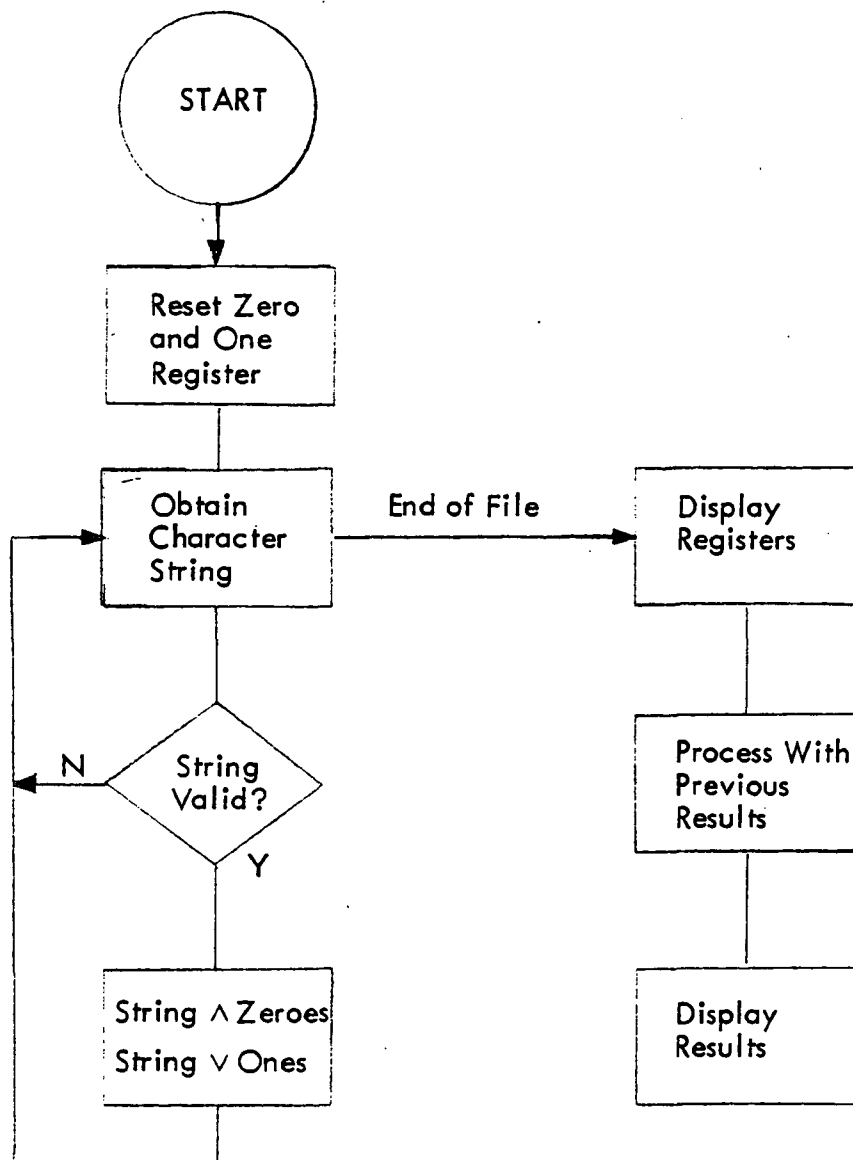 START
Reset Zero
and One
Register
Obtain
Character
String
End of File
Display
Registers
N
String
Valid?
Y
Process With
Previous
Results
String ∧ Zeroes
String ∨ Ones
Display
Results